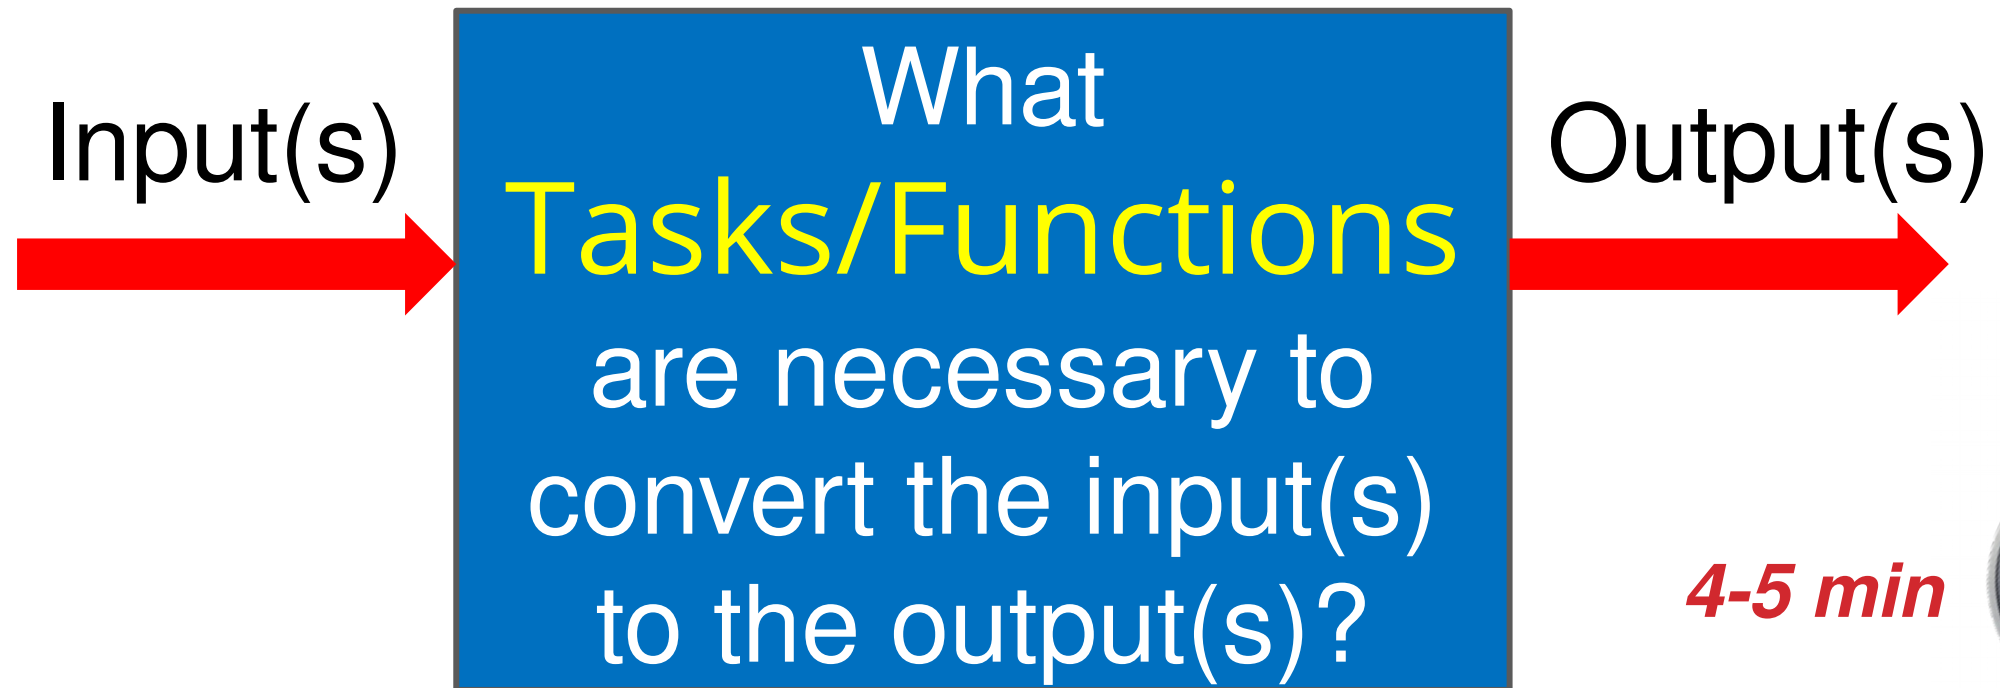 Input(s)
What
Tasks/Functions
are necessary to
convert the input(s)
to the output(s)?
Output(s)
4-5 min